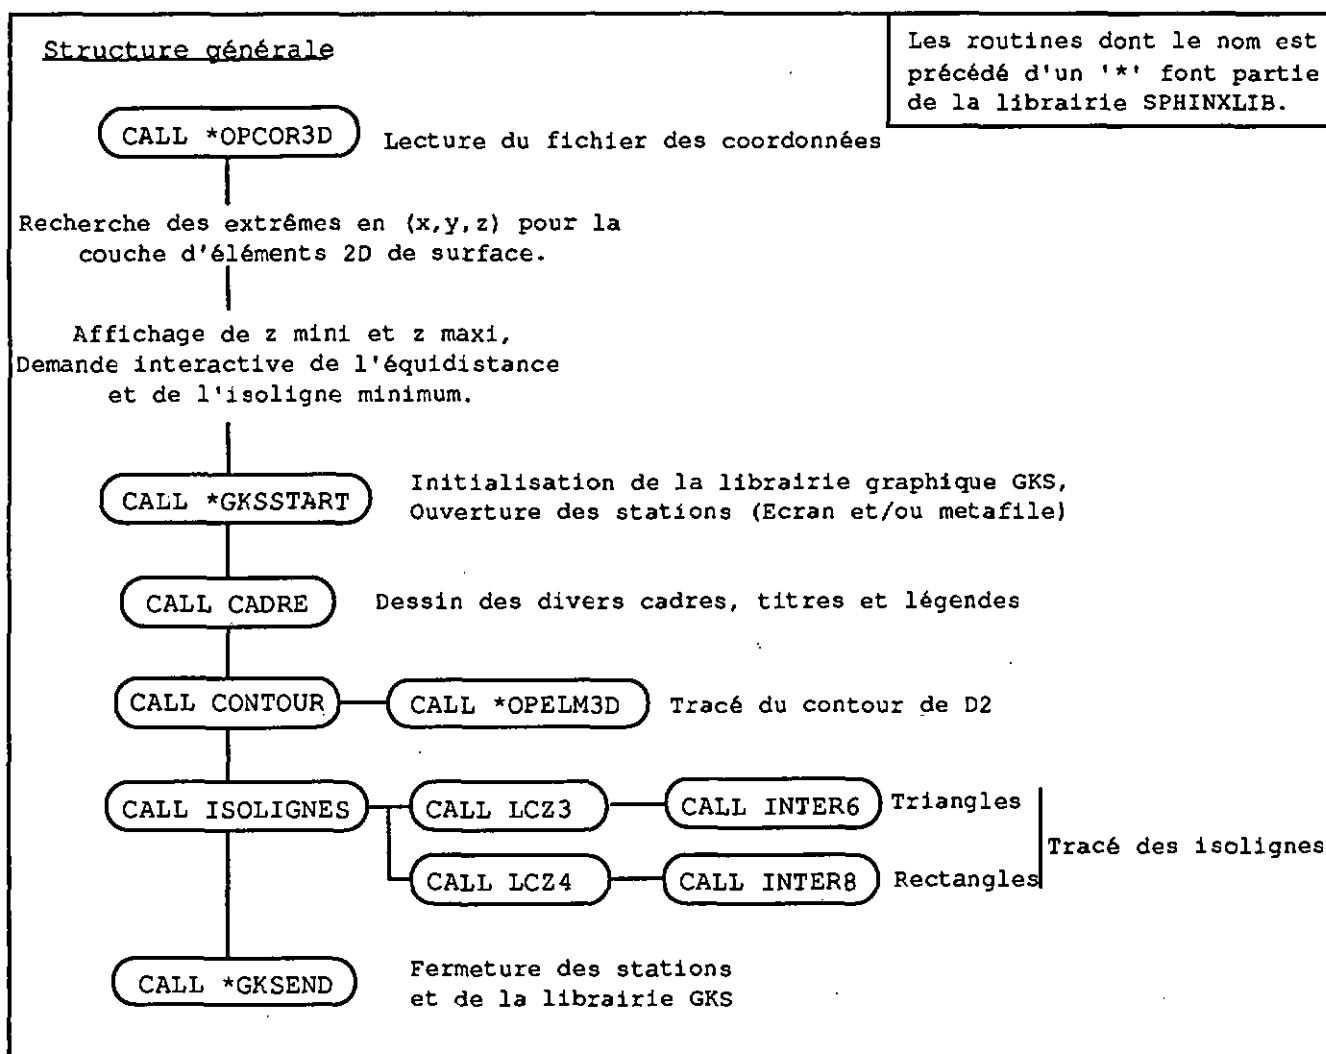 Structure générale
Les routines dont le nom est
précédé d'un '*' font partie
de la librairie SPHINXLIB.
CALL *OPCOR3D
Lecture du fichier des coordonnées
Recherche des extrêmes en (x,y,z) pour la
couche d'éléments 2D de surface.
Affichage de z mini et z maxi,
Demande interactive de l'équidistance
et de l'isoligne minimum.
CALL *GKSSTART
Initialisation de la librairie graphique GKS,
Ouverture des stations (Ecran et/ou metafile)
CALL CADRE
Dessin des divers cadres, titres et légendes
CALL CONTOUR
CALL *OPELM3D
Tracé du contour de D2
CALL ISOLIGNES
CALL LCZ3
CALL INTER6
Triangles
Tracé des isolignes
CALL LCZ4
CALL INTER8
Rectangles
CALL *GKSEND
Fermeture des stations
et de la librairie GKS